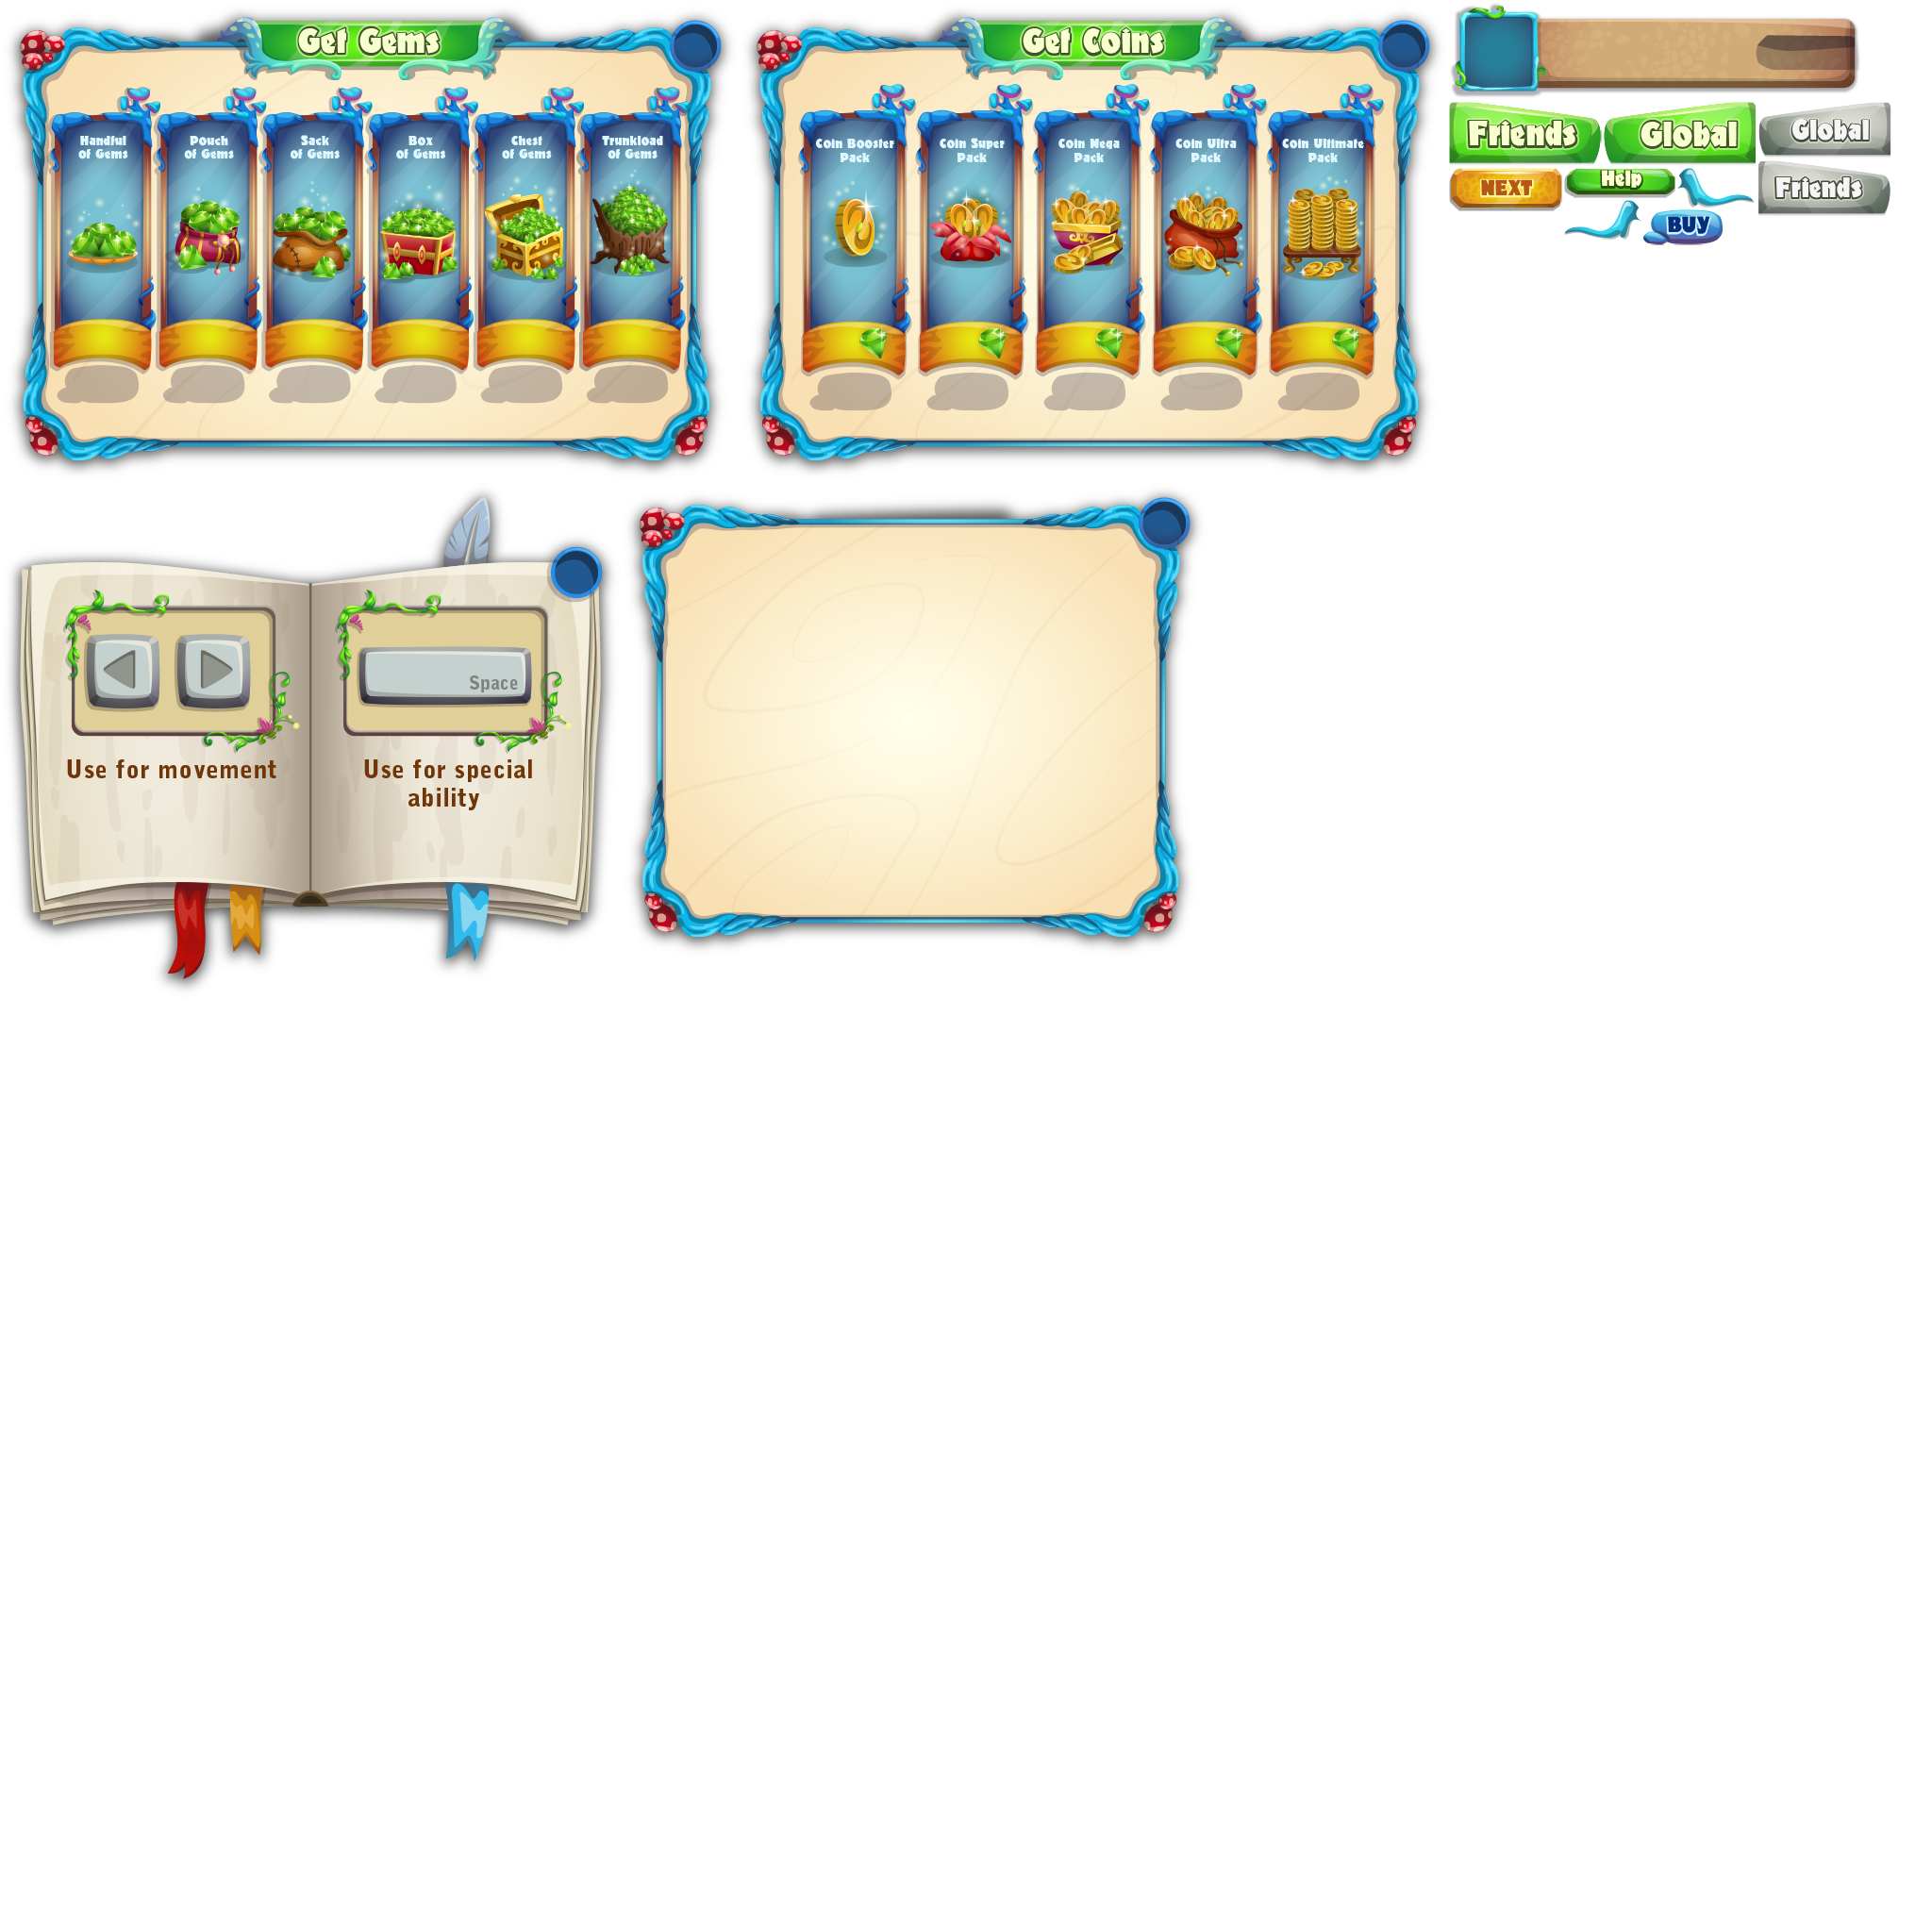 Get Gems
Handful
of Gems
Pouch
of Gems
Sack
of Gems
Box
of Gems
Chest
of Gems
Trunkload
of Gems
Get Coins
Coin Booster
Pack
Coin Super
Pack
Coin Mega
Pack
Coin Ultra
Pack
Coin Ultimate
Pack
Friends
Global
Global
NEXT
Help
Friends
BUY
Space
Use for movement
Use for special
ability